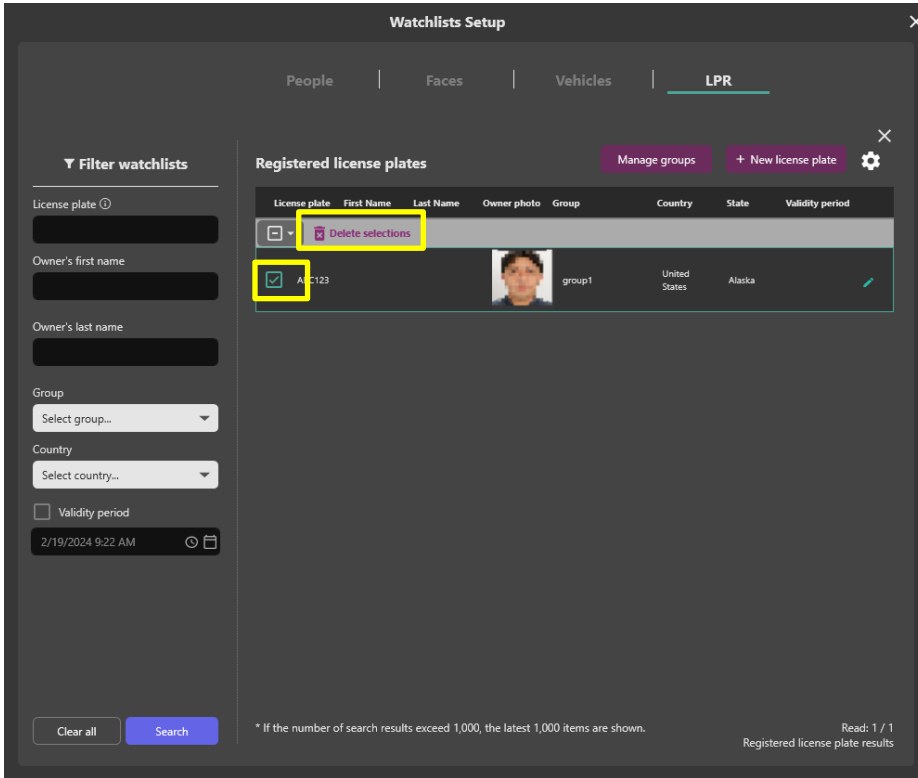 Watchlists Setup
People
Faces
Vehicles
LPR
Filter watchlists
License plate
Owner's first name
Owner's last name
Group
Select group...
Country
Select country...
Validity period
2/19/2024 9:22 AM
Clear all
Search
Registered license plates
Manage groups
+ New license plate
License plate First Name Last Name Owner photo Group Country State Validity period
Delete selections
ABC123 group1 United States Alaska
* If the number of search results exceed 1,000, the latest 1,000 items are shown.
Read: 1 / 1
Registered license plate results